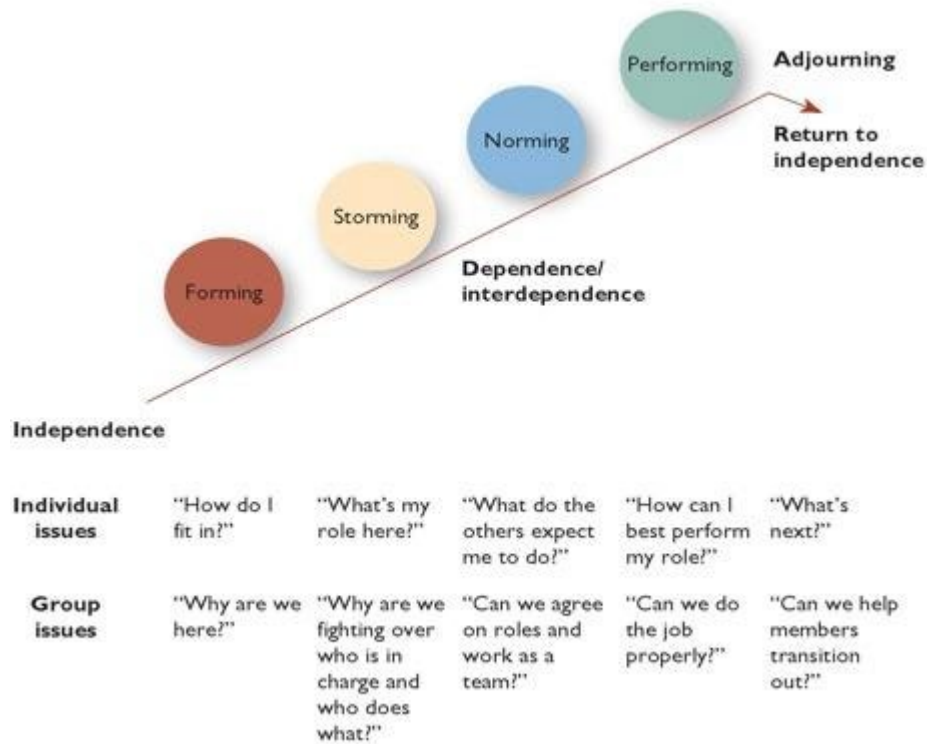 Performing
Adjourning
Norming
Return to
independence
Storming
Dependence/
interdependence
Forming
Independence
Individual
issues
“How do I
fit in?”
“What’s my
role here?”
“What do the
others expect
me to do?”
“How can I
best perform
my role?”
“What’s
next?”
Group
issues
“Why are we
here?”
“Why are we
fighting over
who is in
charge and
who does
what?”
“Can we agree
on roles and
work as a
team?”
“Can we do
the job
properly?”
“Can we help
members
transition
out?”